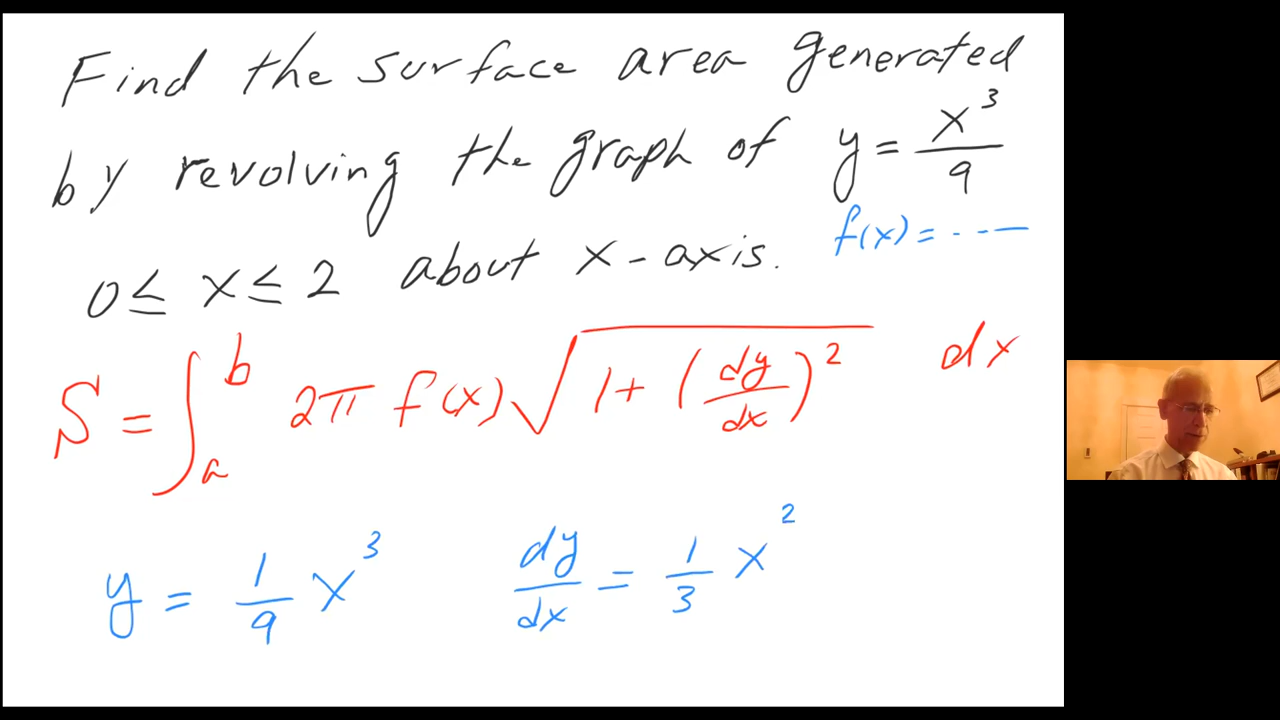 Find the surface area generated
by revolving the graph of y = x³/9
f(x) = ---
0 ≤ x ≤ 2 about x-axis.
S = ∫ₐᵇ 2π f(x) √(1 + (dy/dx)²) dx
y = 1/9 x³ dy/dx = 1/3 x²